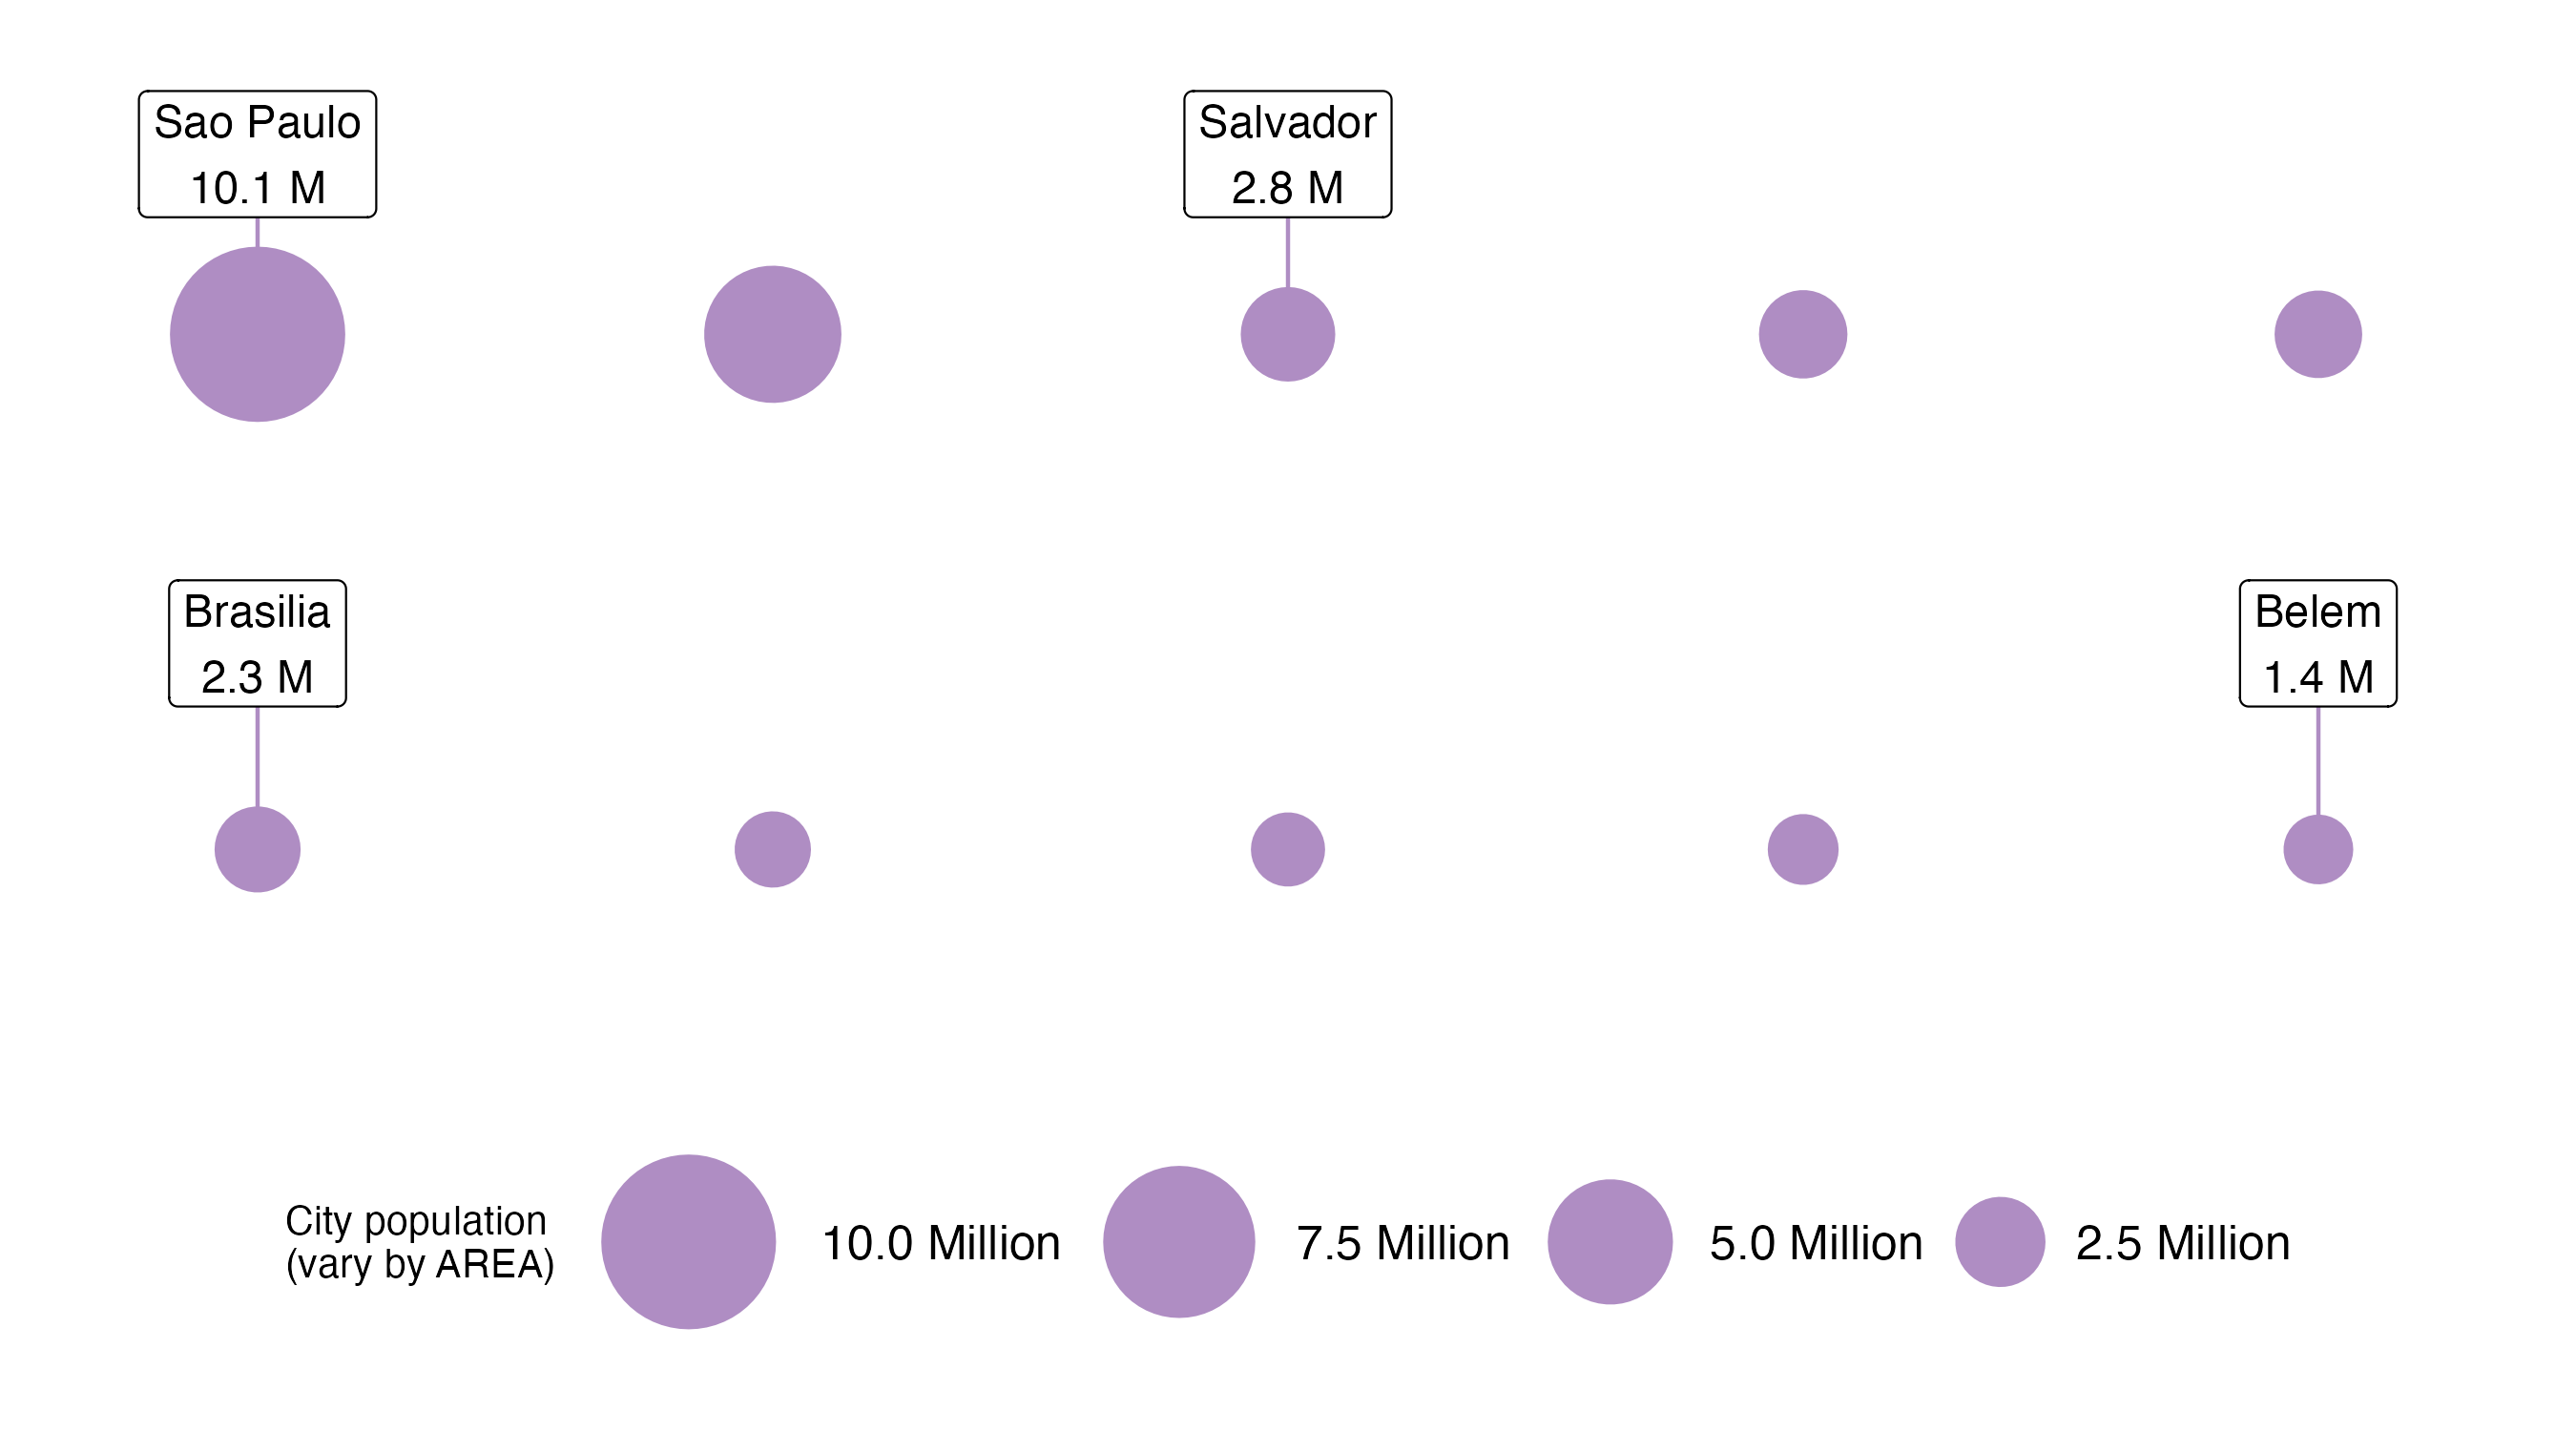 Sao Paulo
10.1 M
Salvador
2.8 M
Brasilia
2.3 M
Belem
1.4 M
City population
(vary by AREA)
10.0 Million
7.5 Million
5.0 Million
2.5 Million